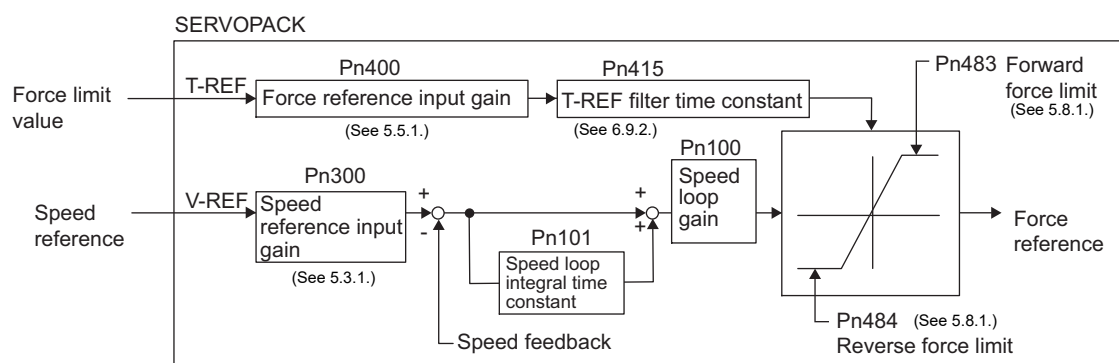 SERVOPACK
Force limit
value
T-REF
Pn400
Force reference input gain
(See 5.5.1.)
Pn415
T-REF filter time constant
(See 6.9.2.)
Pn483 Forward
force limit
(See 5.8.1.)
Speed
reference
V-REF
Pn300
Speed
reference input
gain
(See 5.3.1.)
+
-
Pn101
Speed loop
integral time
constant
+
+
Pn100
Speed
loop
gain
Force
reference
Speed feedback
Pn484 (See 5.8.1.)
Reverse force limit